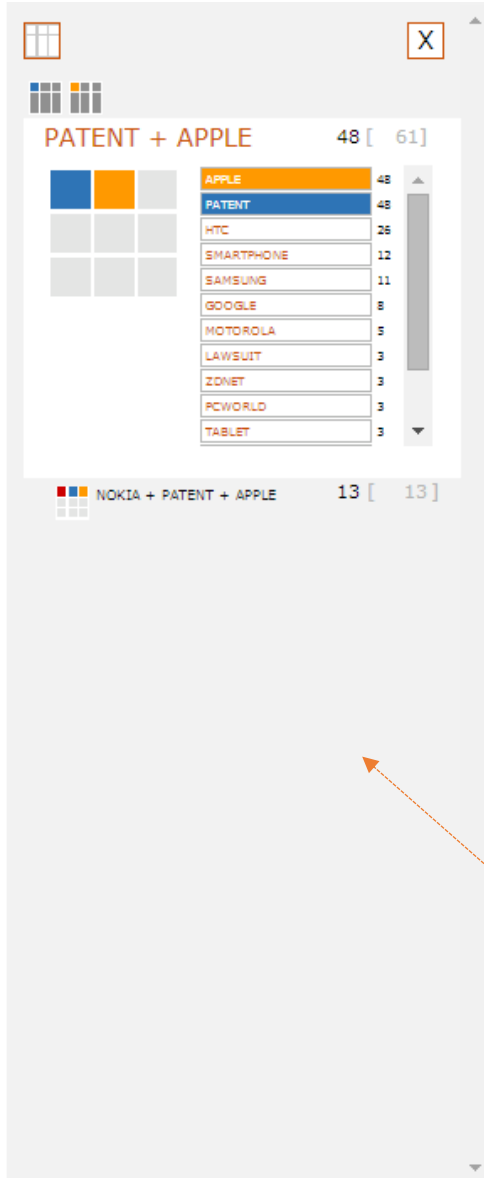 X
PATENT + APPLE 48 [ 61]
APPLE 48
PATENT 48
HTC 26
SMARTPHONE 12
SAMSUNG 11
GOOGLE 8
MOTOROLA 5
LAWSUIT 3
ZDNET 3
PCWORLD 3
TABLET 3
NOKIA + PATENT + APPLE 13 [ 13]